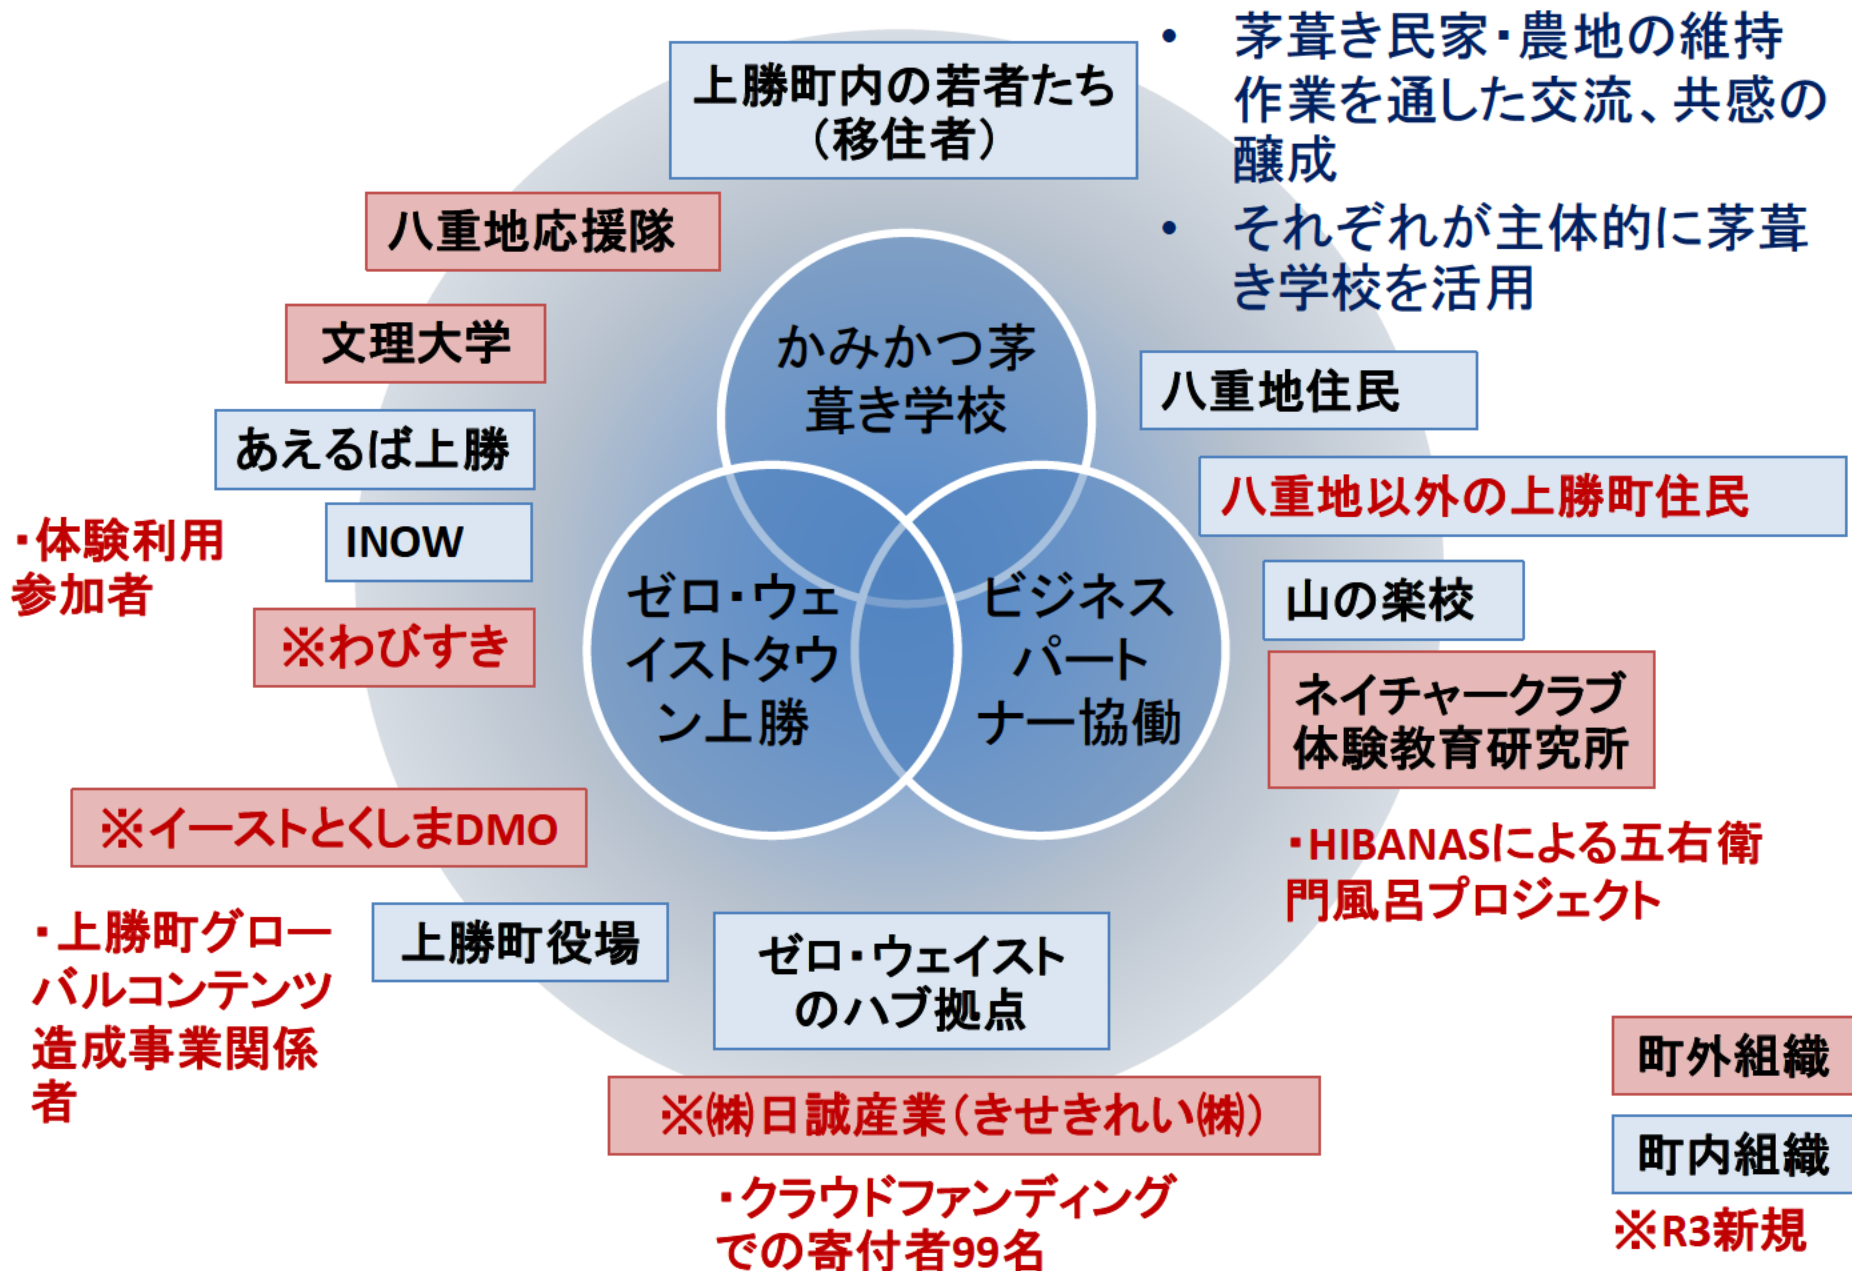 上勝町内の若者たち
（移住者）
• 茅葺き民家・農地の維持
作業を通した交流、共感の
醸成
• それぞれが主体的に茅葺
き学校を活用
八重地応援隊
文理大学
あえるば上勝
INOW
・体験利用
参加者
※わびすき
かみかつ茅
葺き学校
ゼロ・ウェ
イストタウ
ン上勝
ビジネス
パート
ナー協働
八重地住民
八重地以外の上勝町住民
山の楽校
ネイチャークラブ
体験教育研究所
・HIBANASによる五右衛
門風呂プロジェクト
※イーストとくしまDMO
・上勝町グロー
バルコンテンツ
造成事業関係
者
上勝町役場
ゼロ・ウェイスト
のハブ拠点
※㈱日誠産業（きせきれい㈱）
・クラウドファンディング
での寄付者99名
町外組織
町内組織
※R3新規